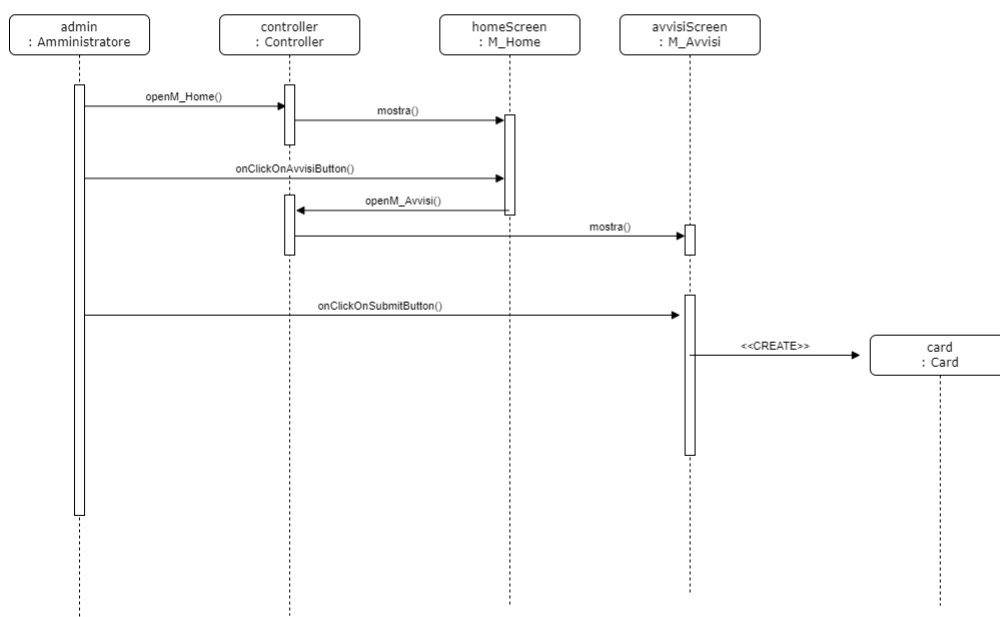 admin
: Amministratore
controller
: Controller
homeScreen
: M_Home
avvisiScreen
: M_Avvisi
openM_Home()
mostra()
onClickOnAvvisiButton()
openM_Avvisi()
mostra()
onClickOnSubmitButton()
<<CREATE>>
card
: Card